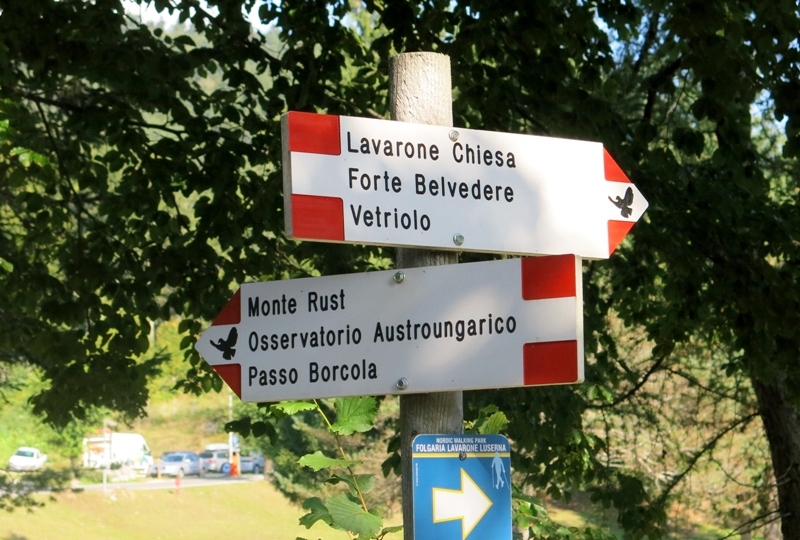 Lavarone Chiesa
Forte Belvedere
Vetriolo
Monte Rust
Osservatorio Austroungarico
Passo Borcola
NORDIC WALKING PARK
FOLGARIA LAVARONE LUSERNA